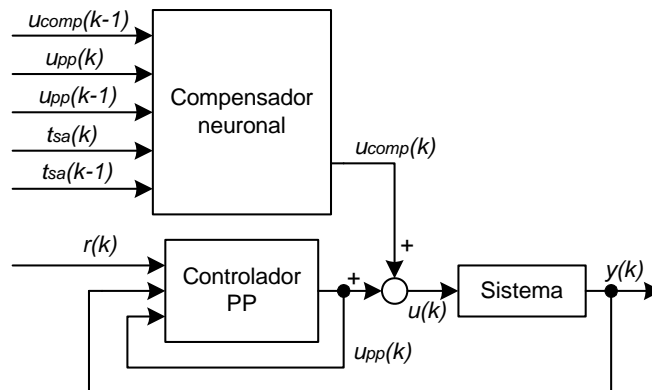 ucomp(k-1)
upp(k)
upp(k-1)
tsa(k)
tsa(k-1)
Compensador
neuronal
ucomp(k)
+
r(k)
Controlador
PP
+
u(k)
Sistema
y(k)
upp(k)